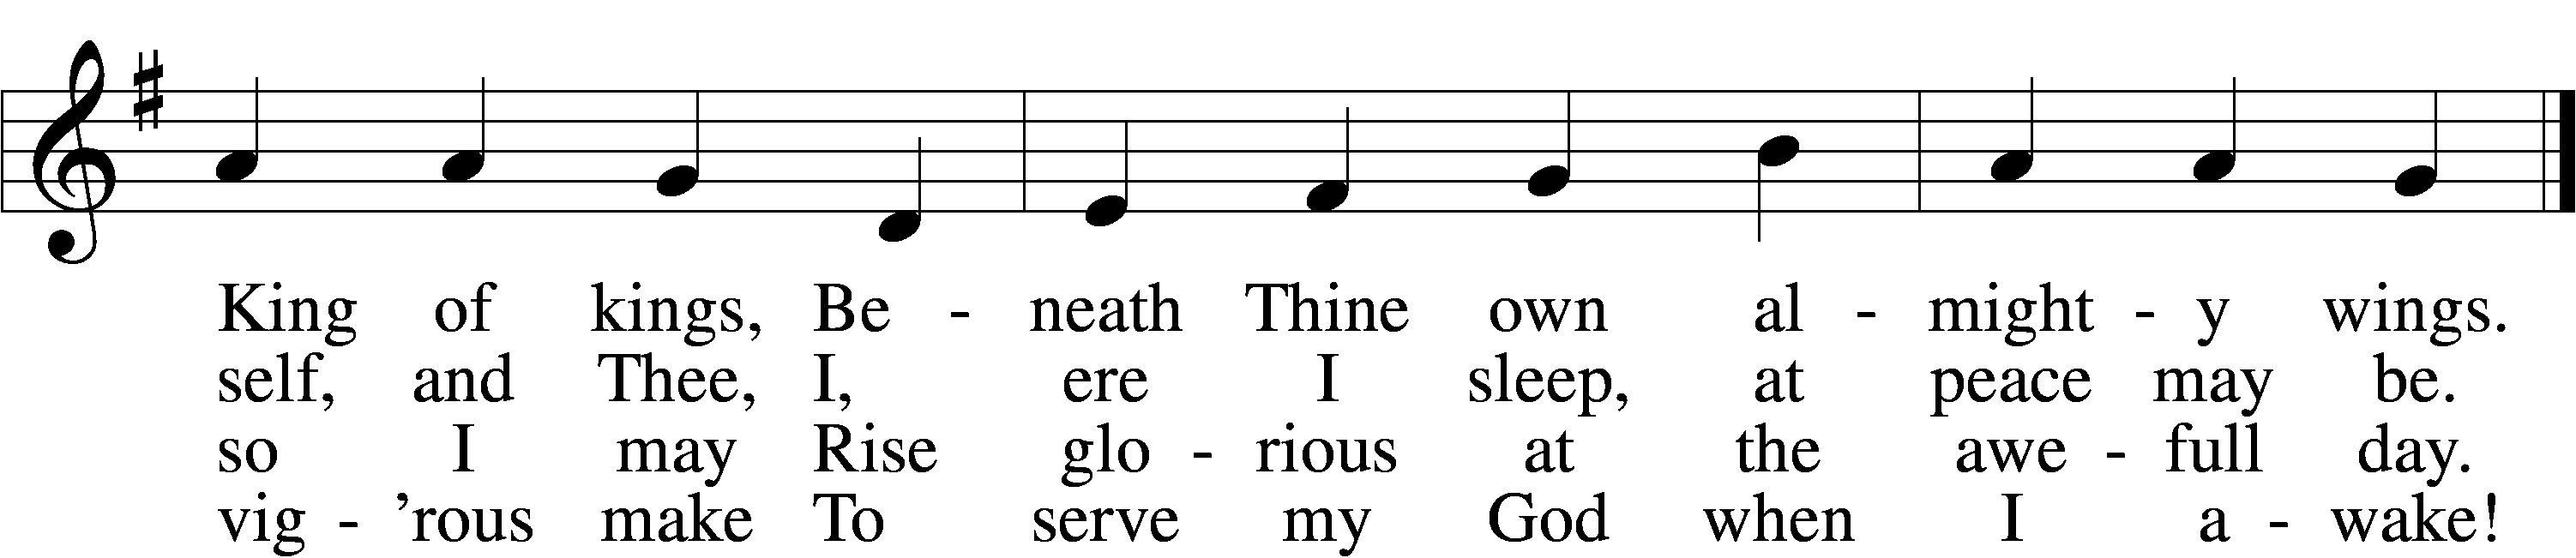 King of kings, Be - neath Thine own al - might - y wings.
self, and Thee, I, ere I sleep, at peace may be.
so I may Rise glo - rious at the awe - full day.
vig - ’rous make To serve my God when I a - wake!